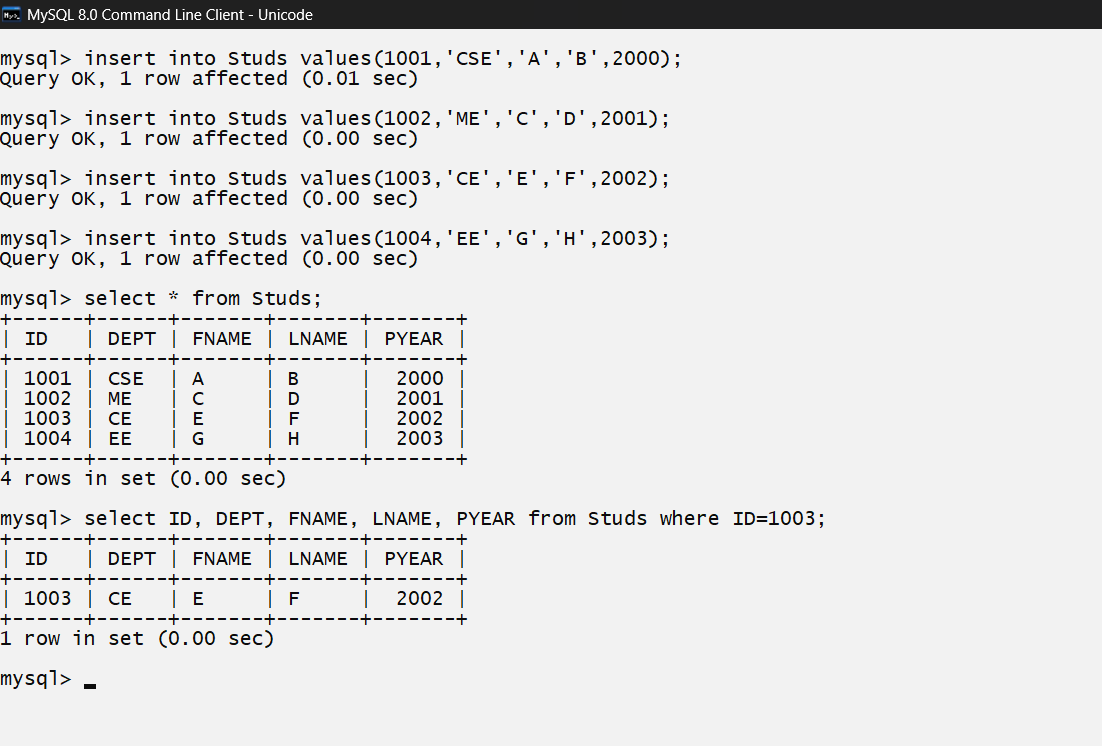 MySQL 8.0 Command Line Client - Unicode
mysql> insert into Studs values(1001,'CSE','A','B',2000);
Query OK, 1 row affected (0.01 sec)
mysql> insert into Studs values(1002,'ME','C','D',2001);
Query OK, 1 row affected (0.00 sec)
mysql> insert into Studs values(1003,'CE','E','F',2002);
Query OK, 1 row affected (0.00 sec)
mysql> insert into Studs values(1004,'EE','G','H',2003);
Query OK, 1 row affected (0.00 sec)
mysql> select * from Studs;
+------+------+-------+-------+-------+
| ID   | DEPT | FNAME | LNAME | PYEAR |
+------+------+-------+-------+-------+
| 1001 | CSE  | A     | B     |  2000 |
| 1002 | ME   | C     | D     |  2001 |
| 1003 | CE   | E     | F     |  2002 |
| 1004 | EE   | G     | H     |  2003 |
+------+------+-------+-------+-------+
4 rows in set (0.00 sec)
mysql> select ID, DEPT, FNAME, LNAME, PYEAR from Studs where ID=1003;
+------+------+-------+-------+-------+
| ID   | DEPT | FNAME | LNAME | PYEAR |
+------+------+-------+-------+-------+
| 1003 | CE   | E     | F     |  2002 |
+------+------+-------+-------+-------+
1 row in set (0.00 sec)
mysql>